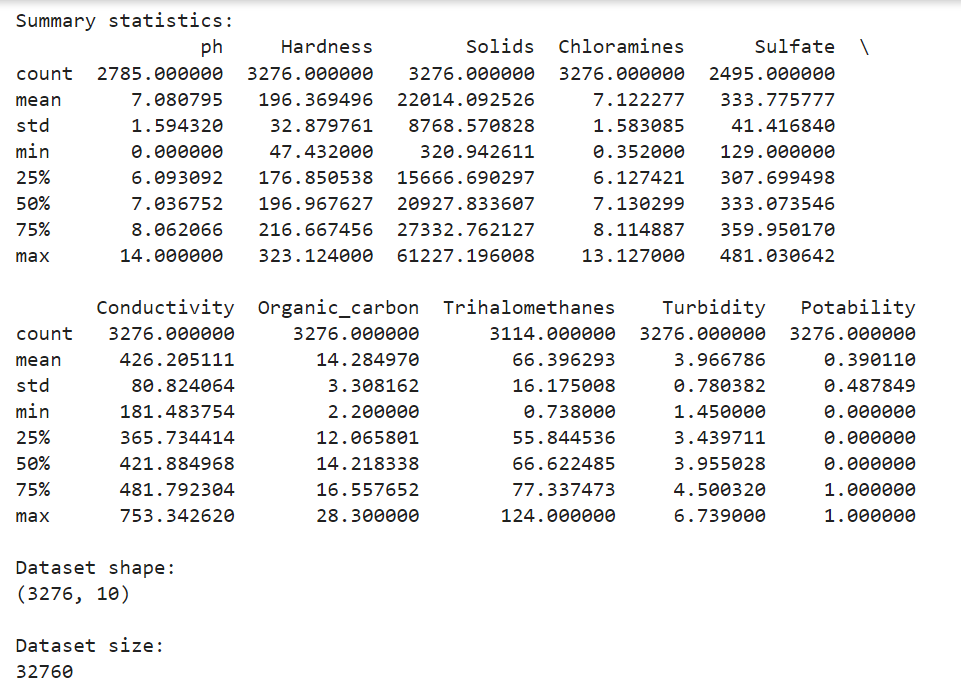 Summary statistics:
                ph     Hardness        Solids  Chloramines      Sulfate  \
count  2785.000000  3276.000000   3276.000000  3276.000000  2495.000000
mean      7.080795   196.369496  22014.092526     7.122277   333.775777
std       1.594320    32.879761   8768.570828     1.583085    41.416840
min       0.000000    47.432000    320.942611     0.352000   129.000000
25%       6.093092   176.850538  15666.690297     6.127421   307.699498
50%       7.036752   196.967627  20927.833607     7.130299   333.073546
75%       8.062066   216.667456  27332.762127     8.114887   359.950170
max      14.000000   323.124000  61227.196008    13.127000   481.030642

       Conductivity  Organic_carbon  Trihalomethanes    Turbidity   Potability
count   3276.000000     3276.000000      3114.000000  3276.000000  3276.000000
mean     426.205111       14.284970        66.396293     3.966786     0.390110
std       80.824064        3.308162        16.175008     0.780382     0.487849
min      181.483754        2.200000         0.738000     1.450000     0.000000
25%      365.734414       12.065801        55.844536     3.439711     0.000000
50%      421.884968       14.218338        66.622485     3.955028     0.000000
75%      481.792304       16.557652        77.337473     4.500320     1.000000
max      753.342620       28.300000       124.000000     6.739000     1.000000

Dataset shape:
(3276, 10)

Dataset size:
32760